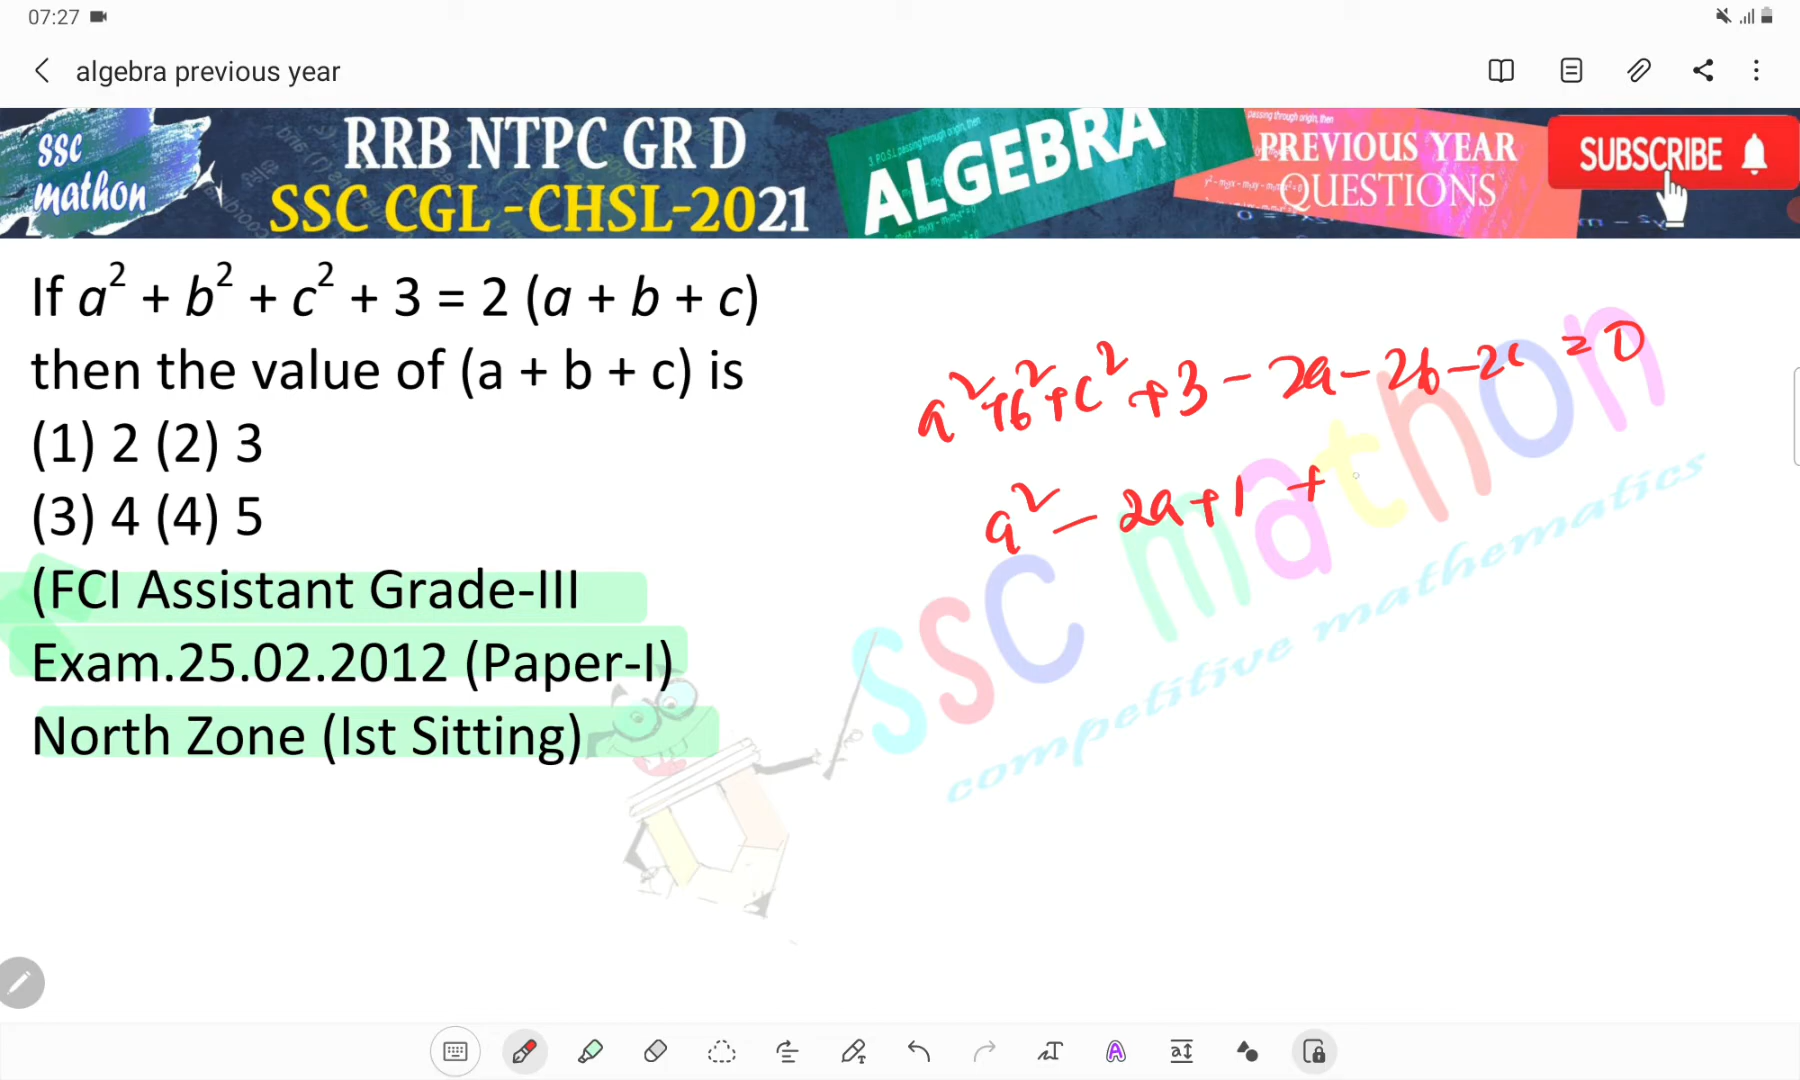 07:27
algebra previous year
SSC mathon
RRB NTPC GR D
SSC CGL -CHSL-2021
ALGEBRA
PREVIOUS YEAR
QUESTIONS
SUBSCRIBE
If a² + b² + c² + 3 = 2 (a + b + c)
then the value of (a + b + c) is
(1) 2 (2) 3
(3) 4 (4) 5
(FCI Assistant Grade-III
Exam.25.02.2012 (Paper-I)
North Zone (Ist Sitting)
a² + b² + c² + 3 - 2a - 2b - 2c = 0
a² - 2a + 1 +
SSC mathon
competitive mathematics